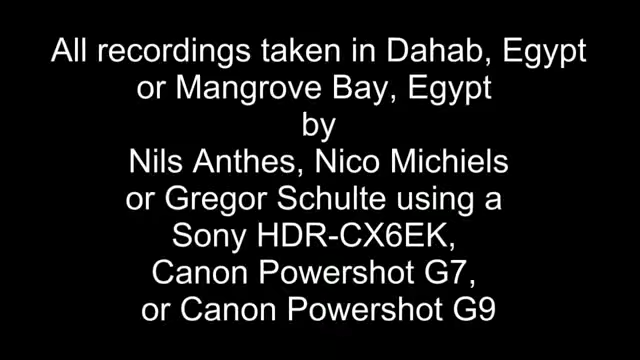 All recordings taken in Dahab, Egypt
or Mangrove Bay, Egypt
by
Nils Anthes, Nico Michiels
or Gregor Schulte using a
Sony HDR-CX6EK,
Canon Powershot G7,
or Canon Powershot G9